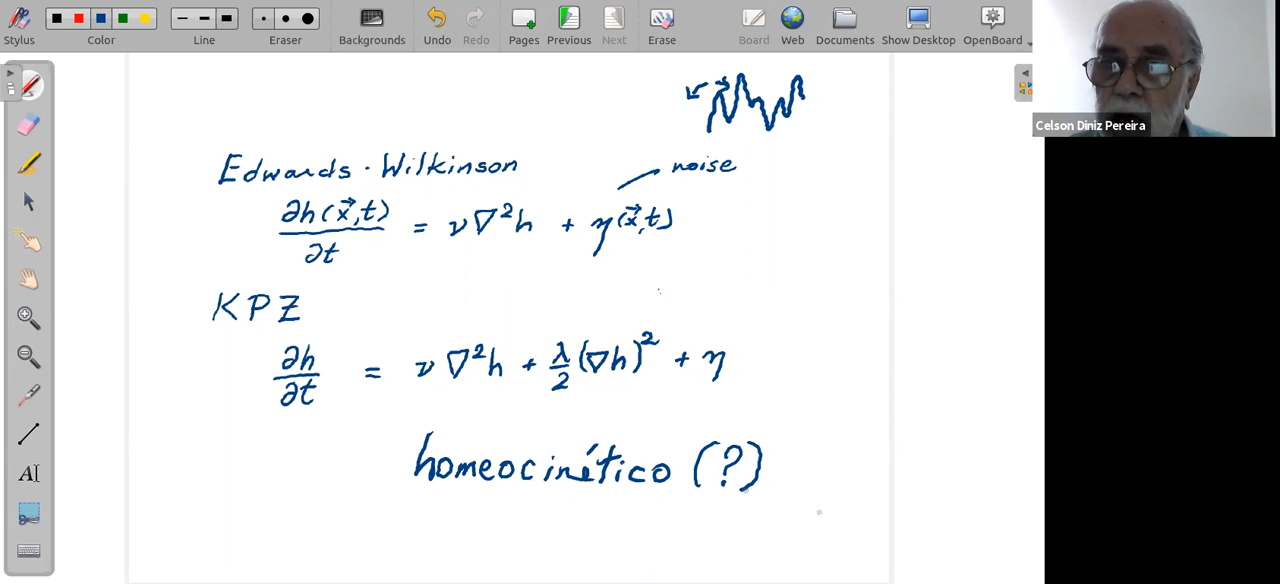 Stylus Color Line Eraser Backgrounds Undo Redo Pages Previous Next Erase Board Web Documents Show Desktop OpenBoard
Celson Diniz Pereira
Edwards - Wilkinson
noise
∂h(x⃗,t)/∂t = ν∇²h + η(x⃗,t)
KPZ
∂h/∂t = ν∇²h + λ/2 (∇h)² + η
homeocinético (?)
AI